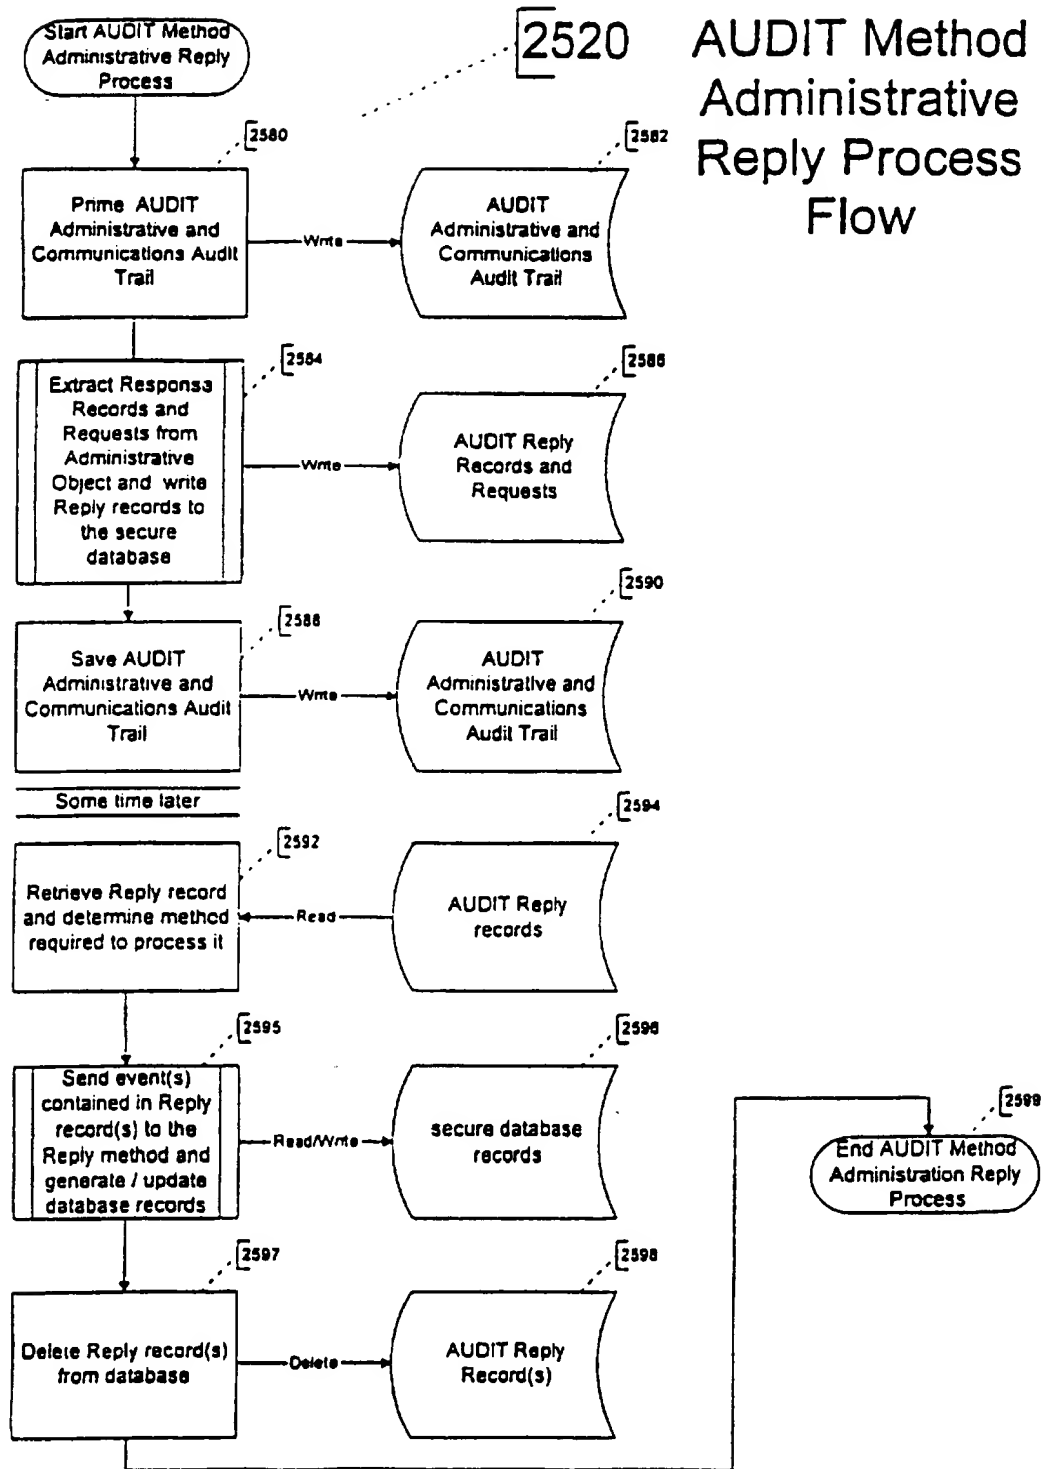 Start AUDIT Method
Administrative Reply
Process
2520
AUDIT Method
Administrative
Reply Process
Flow
2580
Prime AUDIT
Administrative and
Communications Audit
Trail
Write
2582
AUDIT
Administrative and
Communications
Audit Trail
2584
Extract Response
Records and
Requests from
Administrative
Object and write
Reply records to
the secure
database
Write
2586
AUDIT Reply
Records and
Requests
2588
Save AUDIT
Administrative and
Communications Audit
Trail
Write
2590
AUDIT
Administrative and
Communications
Audit Trail
Some time later
2592
Retrieve Reply record
and determine method
required to process it
Read
2594
AUDIT Reply
records
2595
Send event(s)
contained in Reply
record(s) to the
Reply method and
generate / update
database records
Read/Write
2596
secure database
records
2597
Delete Reply record(s)
from database
Delete
2598
AUDIT Reply
Record(s)
2599
End AUDIT Method
Administration Reply
Process